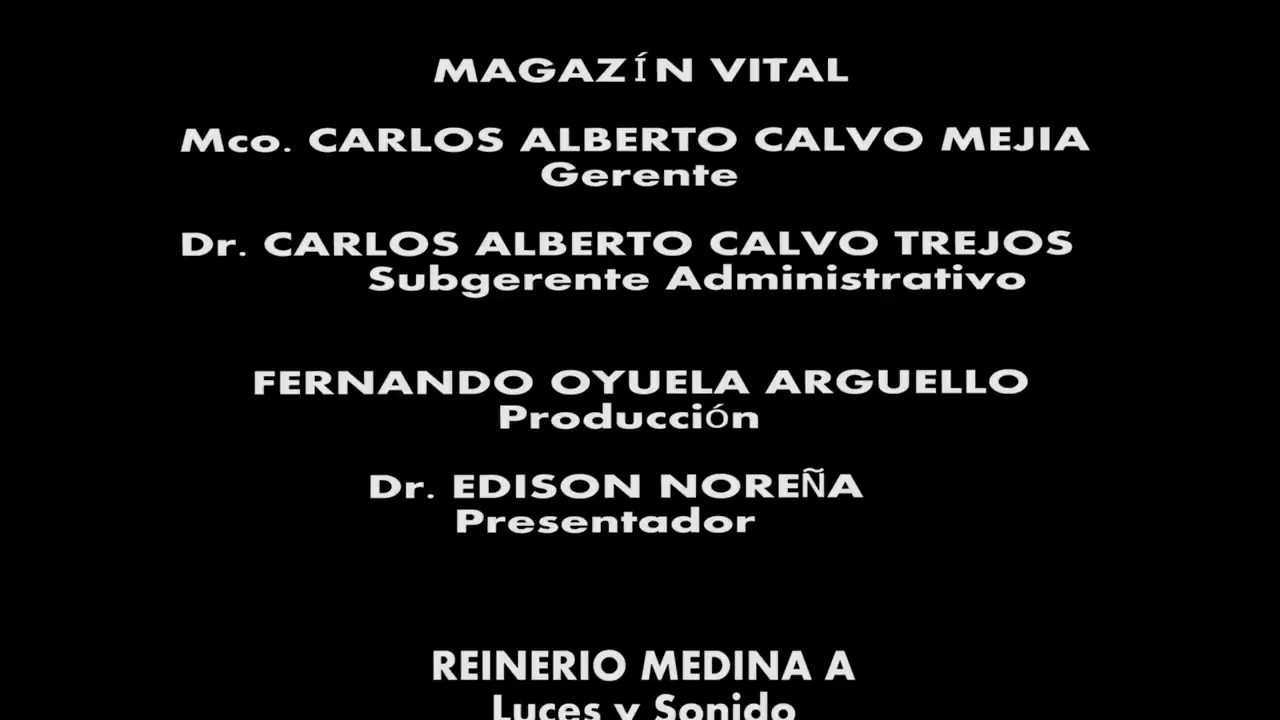 MAGAZÍN VITAL
Mco. CARLOS ALBERTO CALVO MEJIA
Gerente
Dr. CARLOS ALBERTO CALVO TREJOS
Subgerente Administrativo
FERNANDO OYUELA ARGUELLO
Producción
Dr. EDISON NOREÑA
Presentador
REINERIO MEDINA A
Luces y Sonido